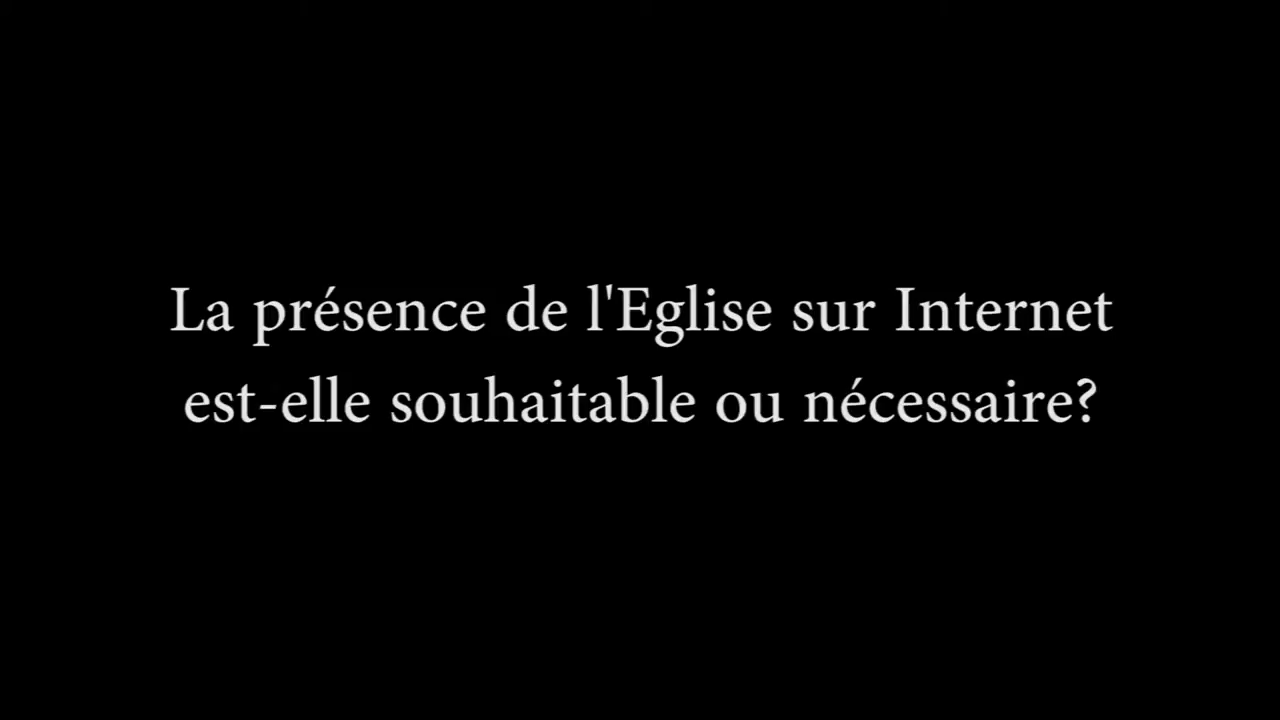 La présence de l'Eglise sur Internet
est-elle souhaitable ou nécessaire?